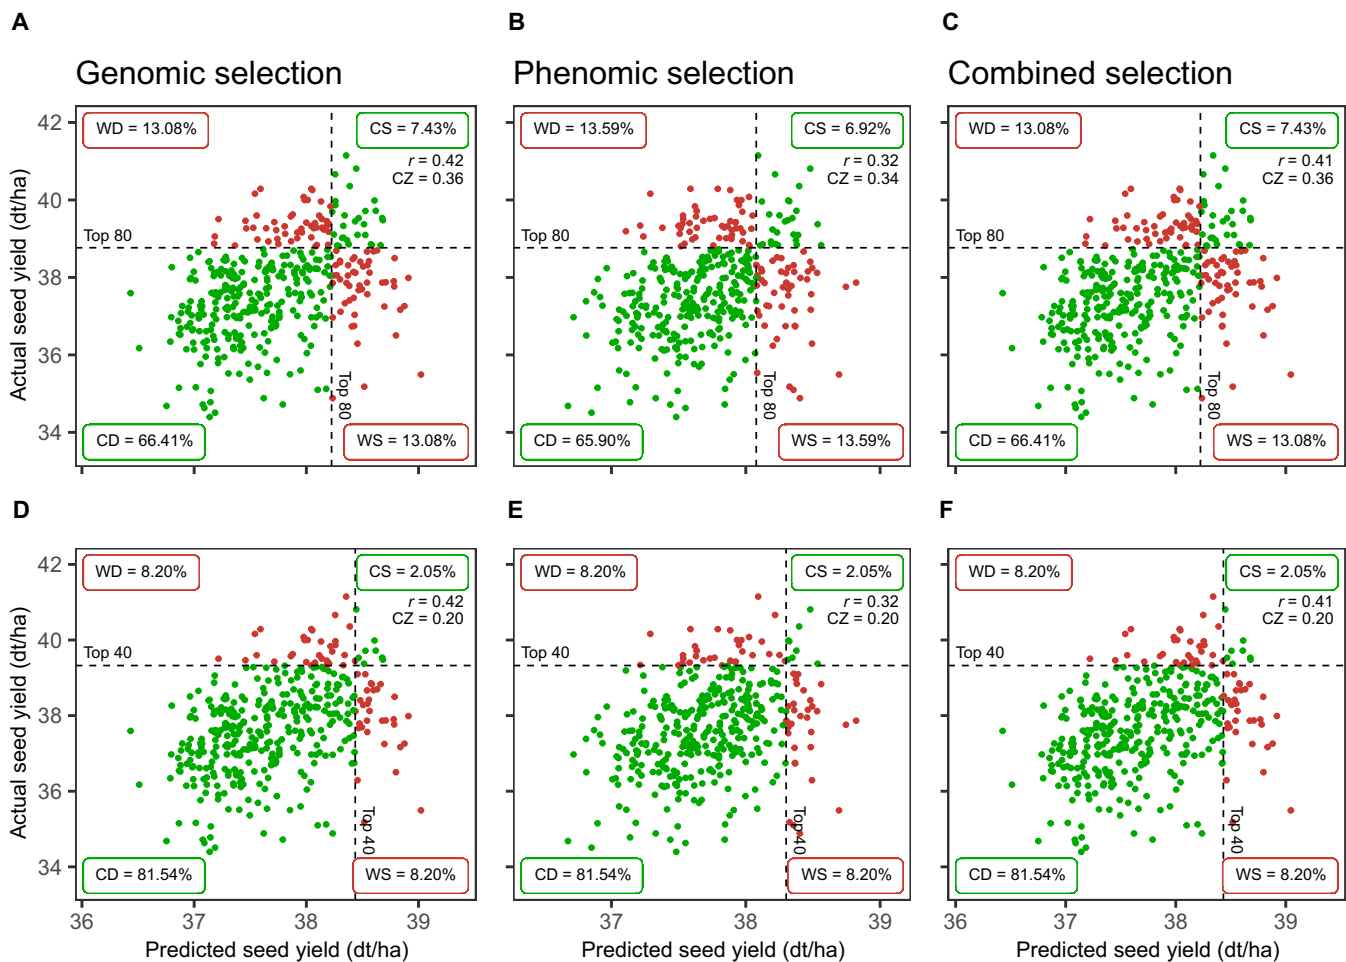 A
B
C
Genomic selection
Phenomic selection
Combined selection
WD = 13.08%
CS = 7.43%
r = 0.42
CZ = 0.36
Top 80
Top 80
CD = 66.41%
WS = 13.08%
WD = 13.59%
CS = 6.92%
r = 0.32
CZ = 0.34
Top 80
Top 80
CD = 65.90%
WS = 13.59%
WD = 13.08%
CS = 7.43%
r = 0.41
CZ = 0.36
Top 80
Top 80
CD = 66.41%
WS = 13.08%
42
40
38
36
34
Actual seed yield (dt/ha)
D
E
F
WD = 8.20%
CS = 2.05%
r = 0.42
CZ = 0.20
Top 40
Top 40
CD = 81.54%
WS = 8.20%
WD = 8.20%
CS = 2.05%
r = 0.32
CZ = 0.20
Top 40
Top 40
CD = 81.54%
WS = 8.20%
WD = 8.20%
CS = 2.05%
r = 0.41
CZ = 0.20
Top 40
Top 40
CD = 81.54%
WS = 8.20%
42
40
38
36
34
Actual seed yield (dt/ha)
36 37 38 39
37 38 39
36 37 38 39
Predicted seed yield (dt/ha)
Predicted seed yield (dt/ha)
Predicted seed yield (dt/ha)